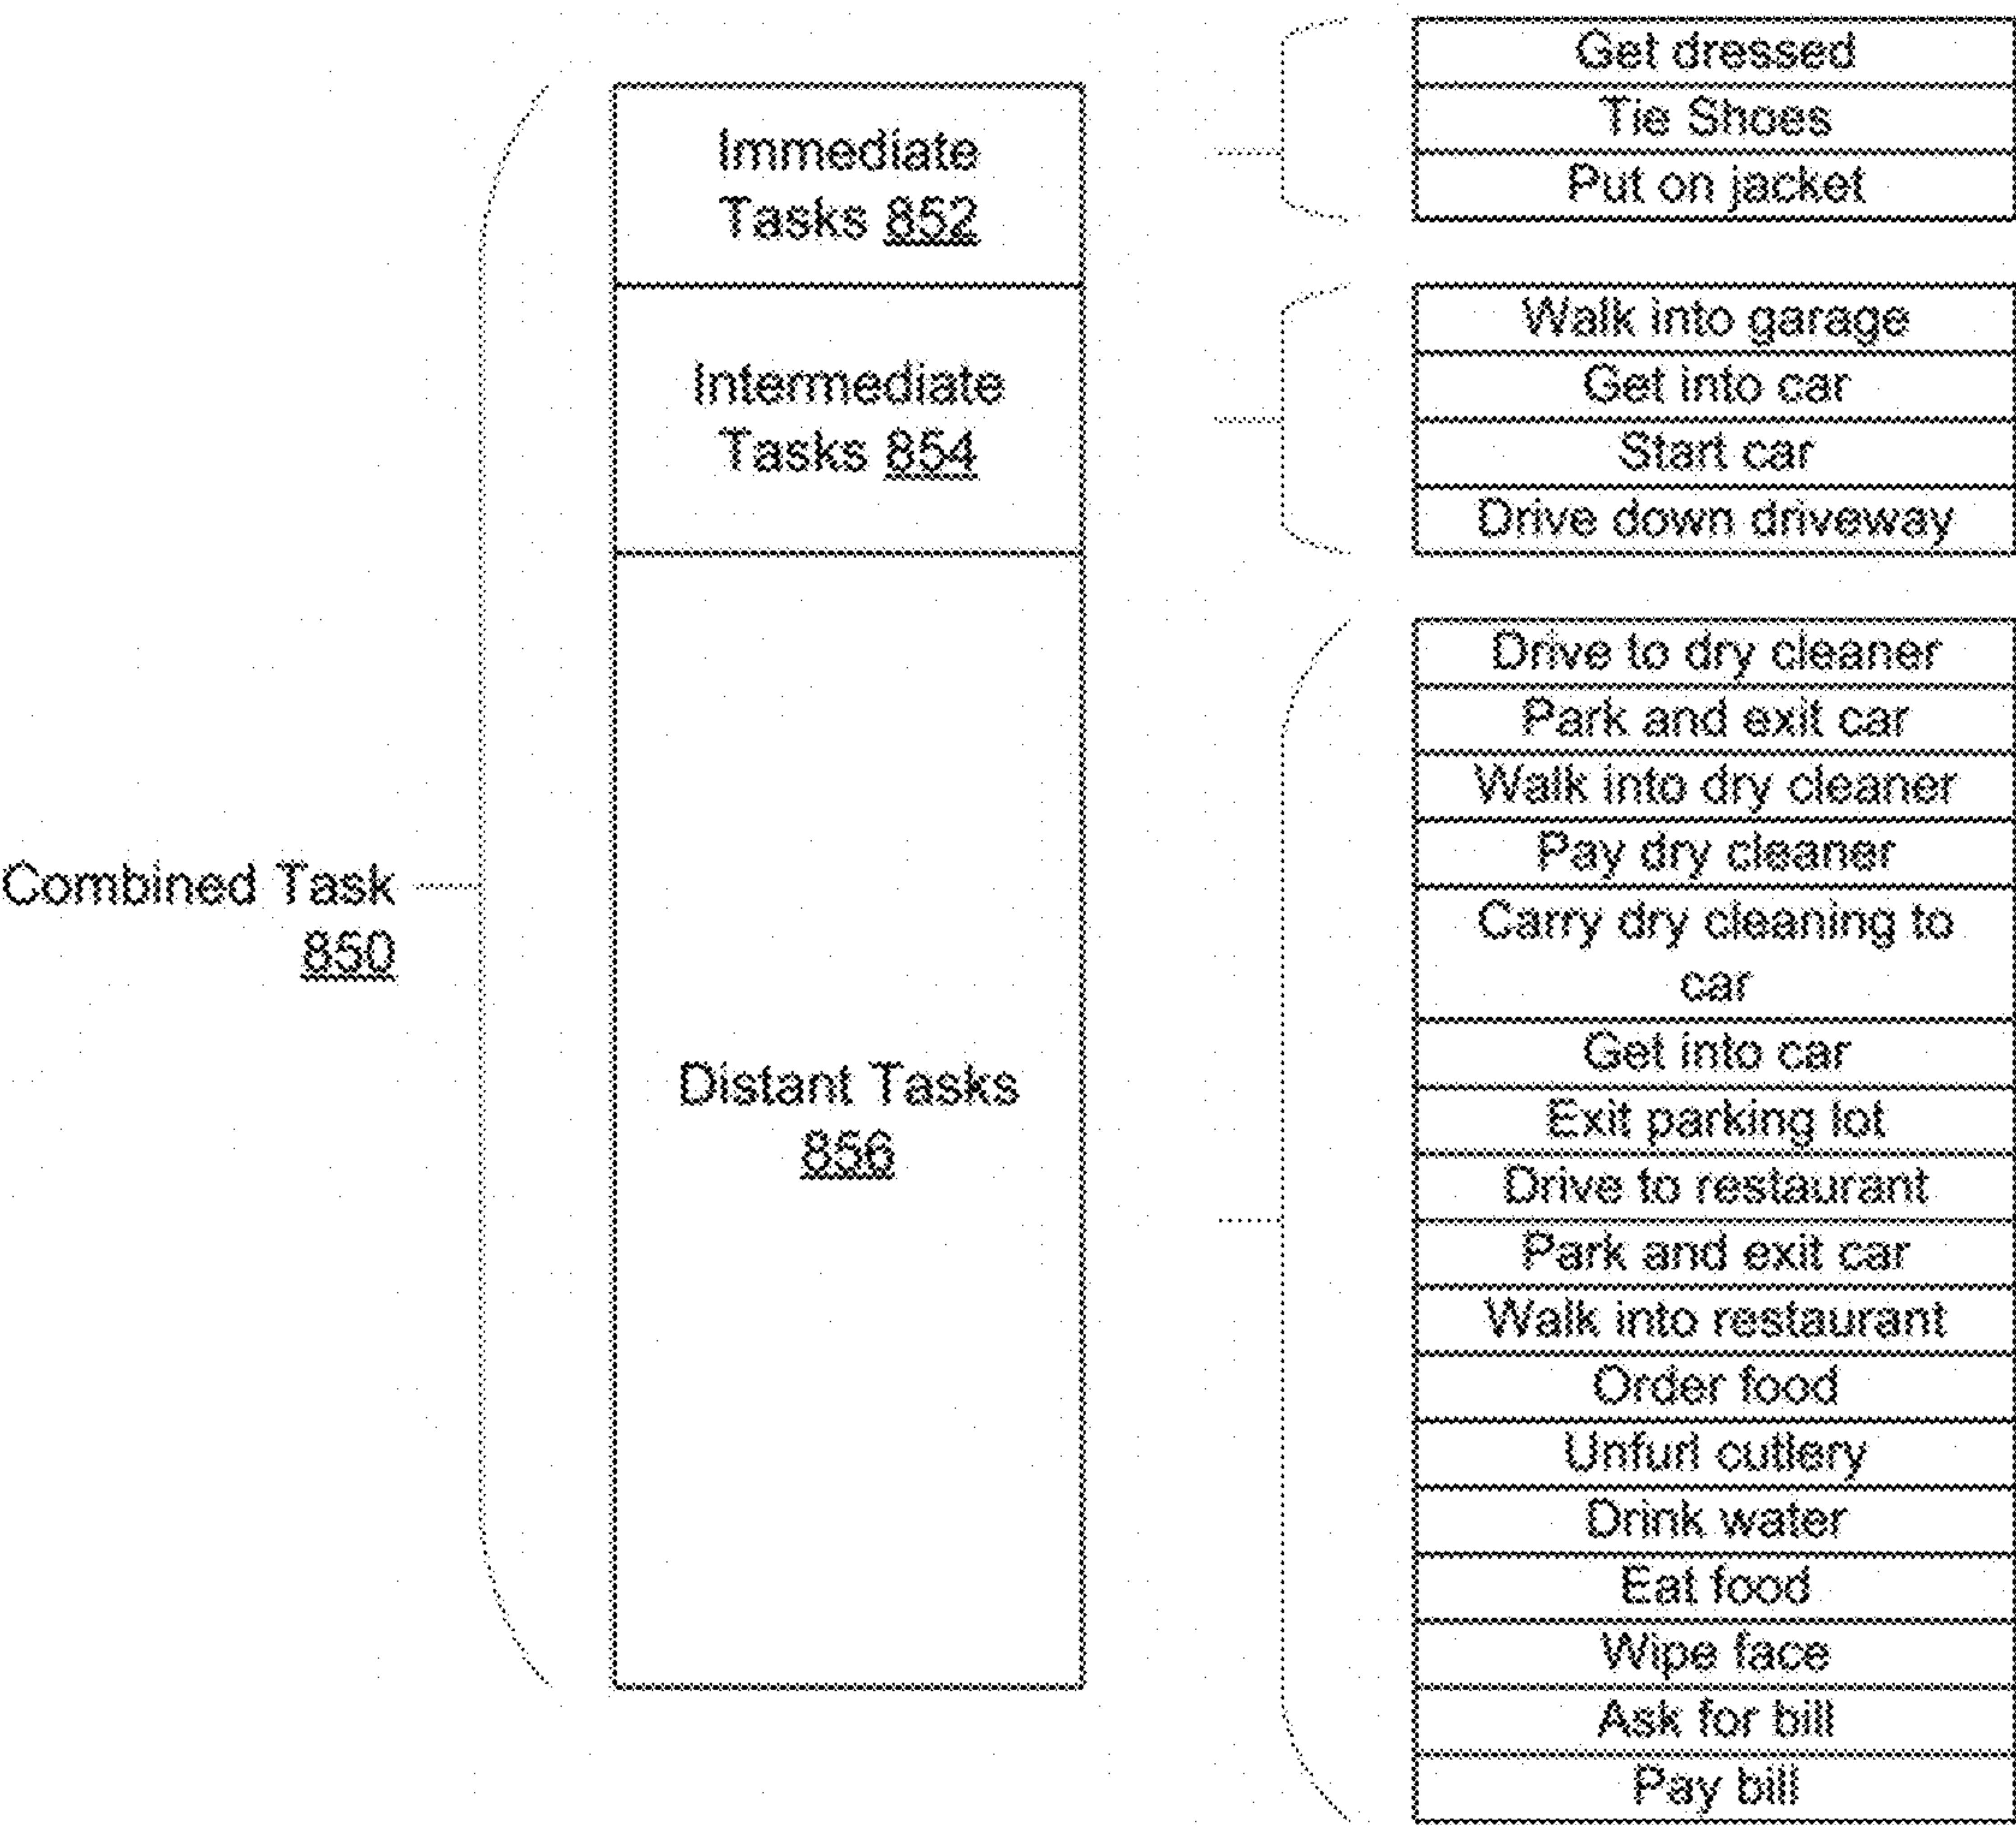 Combined Task
850
Immediate
Tasks 852
Intermediate
Tasks 854
Distant Tasks
856
Get dressed
Tie Shoes
Put on jacket
Walk into garage
Get into car
Start car
Drive down driveway
Drive to dry cleaner
Park and exit car
Walk into dry cleaner
Pay dry cleaner
Carry dry cleaning to
car
Get into car
Exit parking lot
Drive to restaurant
Park and exit car
Walk into restaurant
Order food
Unfurl cutlery
Drink water
Eat food
Wipe face
Ask for bill
Pay bill